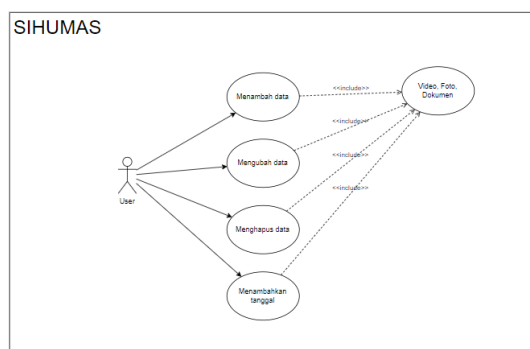 SIHUMAS
Menambah data
<<include>>
Video, Foto,
Dokumen
<<include>>
Mengubah data
<<include>>
User
<<include>>
Menghapus data
Menambahkan
tanggal